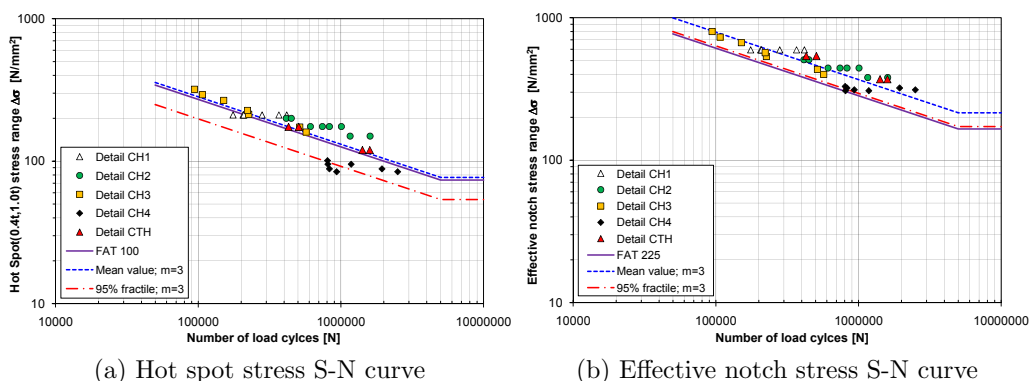 1000
100
10
Hot Spot(0.4t,1.0t) stress range Δσ [N/mm²]
Detail CH1
Detail CH2
Detail CH3
Detail CH4
Detail CTH
FAT 100
Mean value; m=3
95% fractile; m=3
10000 100000 1000000 10000000
Number of load cylces [N]
(a) Hot spot stress S-N curve
1000
100
10
Effective notch stress range Δσ [N/mm²]
Detail CH1
Detail CH2
Detail CH3
Detail CH4
Detail CTH
FAT 225
Mean value; m=3
95% fractile; m=3
10000 100000 1000000 10000000
Number of load cylces [N]
(b) Effective notch stress S-N curve